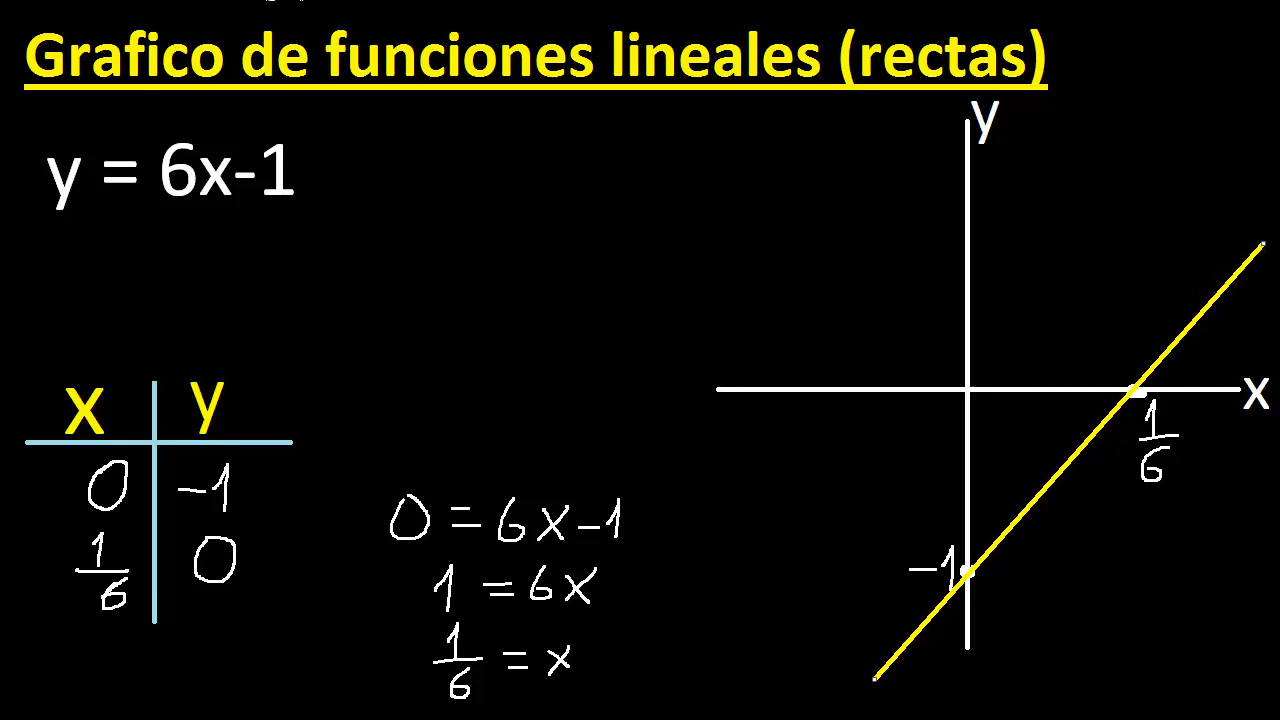 Grafico de funciones lineales (rectas)
y = 6x-1
x y
0 -1
1/6 0
0 = 6x-1
1 = 6x
1/6 = x
y
x
1/6
-1